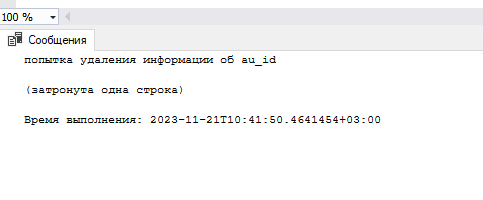 100 %
Сообщения
попытка удаления информации об au_id
(затронута одна строка)
Время выполнения: 2023-11-21T10:41:50.4641454+03:00